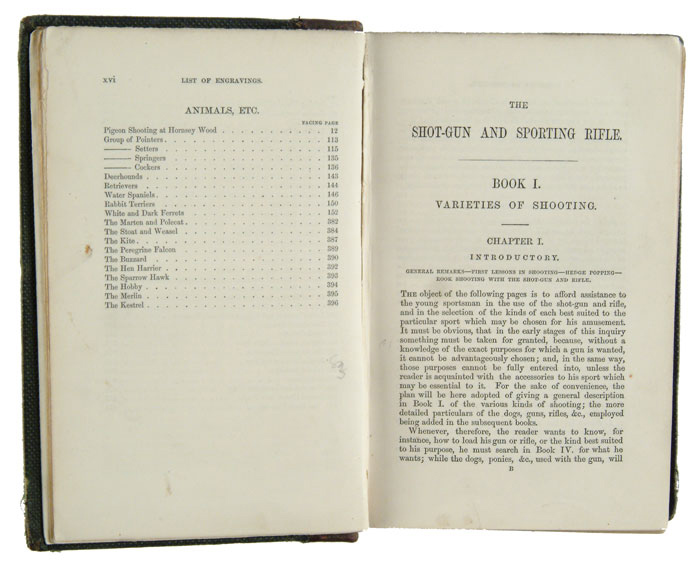 xvi LIST OF ENGRAVINGS.
ANIMALS, ETC.
FACING PAGE
Pigeon Shooting at Hornsey Wood . . . . . . . . 12
Group of Pointers . . . . . . . . 113
——— Setters . . . . . . . . 115
——— Springers . . . . . . . . 135
——— Cockers . . . . . . . . 136
Deerhounds . . . . . . . . 143
Retrievers . . . . . . . . 144
Water Spaniels . . . . . . . . 146
Rabbit Terriers . . . . . . . . 150
White and Dark Ferrets . . . . . . . . 152
The Marten and Polecat . . . . . . . . 382
The Stoat and Weasel . . . . . . . . 384
The Kite . . . . . . . . 387
The Peregrine Falcon . . . . . . . . 389
The Buzzard . . . . . . . . 390
The Hen Harrier . . . . . . . . 392
The Sparrow Hawk . . . . . . . . 393
The Hobby . . . . . . . . 394
The Merlin . . . . . . . . 395
The Kestrel . . . . . . . . 396
THE
SHOT-GUN AND SPORTING RIFLE.
BOOK I.
VARIETIES OF SHOOTING.
CHAPTER I.
INTRODUCTORY.
GENERAL REMARKS—FIRST LESSONS IN SHOOTING—HEDGE POPPING—
ROOK SHOOTING WITH THE SHOT-GUN AND RIFLE.
THE object of the following pages is to afford assistance to
the young sportsman in the use of the shot-gun and rifle,
and in the selection of the kinds of each best suited to the
particular sport which may be chosen for his amusement.
It must be obvious, that in the early stages of this inquiry
something must be taken for granted, because, without a
knowledge of the exact purposes for which a gun is wanted,
it cannot be advantageously chosen; and, in the same way,
those purposes cannot be fully entered into, unless the
reader is acquainted with the accessories to his sport which
may be essential to it. For the sake of convenience, the
plan will be here adopted of giving a general description
in Book I. of the various kinds of shooting; the more
detailed particulars of the dogs, guns, rifles, &c., employed
being added in the subsequent books.
Whenever, therefore, the reader wants to know, for
instance, how to load his gun or rifle, or the kind best suited
to his purpose, he must search in Book IV. for what he
wants; while the dogs, ponies, &c., used with the gun, will
B